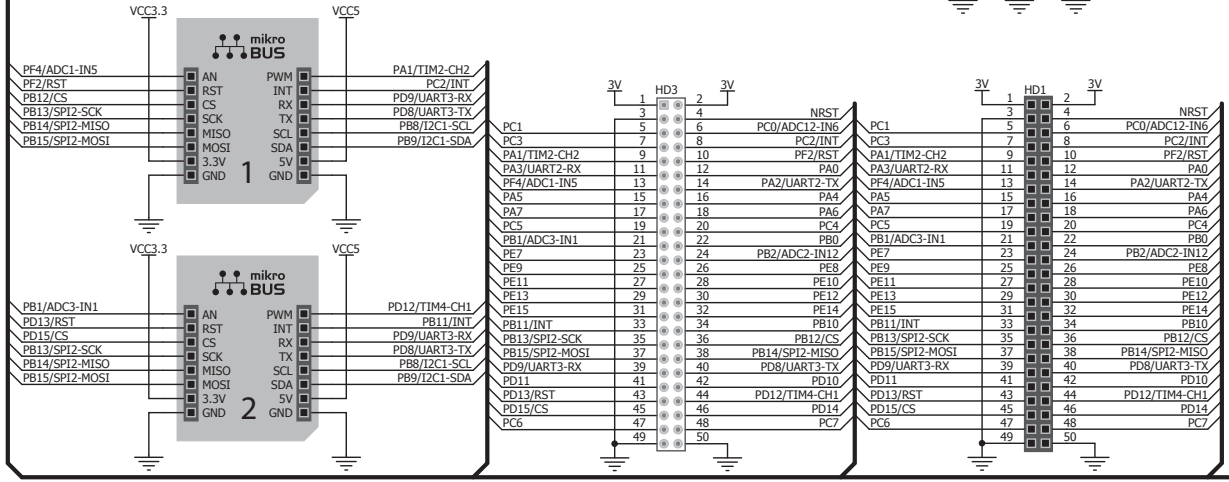 VCC3.3 VCC5
mikro
BUS
PF4/ADC1-IN5 AN PWM PA1/TIM2-CH2
PF2/RST RST INT PC2/INT
PB12/CS CS RX PD9/UART3-RX
PB13/SPI2-SCK SCK TX PD8/UART3-TX
PB14/SPI2-MISO MISO SCL PB8/I2C1-SCL
PB15/SPI2-MOSI MOSI SDA PB9/I2C1-SDA
3.3V 5V
GND 1 GND
VCC3.3 VCC5
mikro
BUS
PB1/ADC3-IN1 AN PWM PD12/TIM4-CH1
PD13/RST RST INT PB11/INT
PD15/CS CS RX PD9/UART3-RX
PB13/SPI2-SCK SCK TX PD8/UART3-TX
PB14/SPI2-MISO MISO SCL PB8/I2C1-SCL
PB15/SPI2-MOSI MOSI SDA PB9/I2C1-SDA
3.3V 5V
GND 2 GND
3V HD3 3V
1 2
3 4 NRST
PC1 5 6 PC0/ADC12-IN6
PC3 7 8 PC2/INT
PA1/TIM2-CH2 9 10 PF2/RST
PA3/UART2-RX 11 12 PA0
PF4/ADC1-IN5 13 14 PA2/UART2-TX
PA5 15 16 PA4
PA7 17 18 PA6
PC5 19 20 PC4
PB1/ADC3-IN1 21 22 PB0
PE7 23 24 PB2/ADC2-IN12
PE9 25 26 PE8
PE11 27 28 PE10
PE13 29 30 PE12
PE15 31 32 PE14
PB11/INT 33 34 PB10
PB13/SPI2-SCK 35 36 PB12/CS
PB15/SPI2-MOSI 37 38 PB14/SPI2-MISO
PD9/UART3-RX 39 40 PD8/UART3-TX
PD11 41 42 PD10
PD13/RST 43 44 PD12/TIM4-CH1
PD15/CS 45 46 PD14
PC6 47 48 PC7
49 50
3V HD1 3V
1 2
3 4 NRST
PC1 5 6 PC0/ADC12-IN6
PC3 7 8 PC2/INT
PA1/TIM2-CH2 9 10 PF2/RST
PA3/UART2-RX 11 12 PA0
PF4/ADC1-IN5 13 14 PA2/UART2-TX
PA5 15 16 PA4
PA7 17 18 PA6
PC5 19 20 PC4
PB1/ADC3-IN1 21 22 PB0
PE7 23 24 PB2/ADC2-IN12
PE9 25 26 PE8
PE11 27 28 PE10
PE13 29 30 PE12
PE15 31 32 PE14
PB11/INT 33 34 PB10
PB13/SPI2-SCK 35 36 PB12/CS
PB15/SPI2-MOSI 37 38 PB14/SPI2-MISO
PD9/UART3-RX 39 40 PD8/UART3-TX
PD11 41 42 PD10
PD13/RST 43 44 PD12/TIM4-CH1
PD15/CS 45 46 PD14
PC6 47 48 PC7
49 50